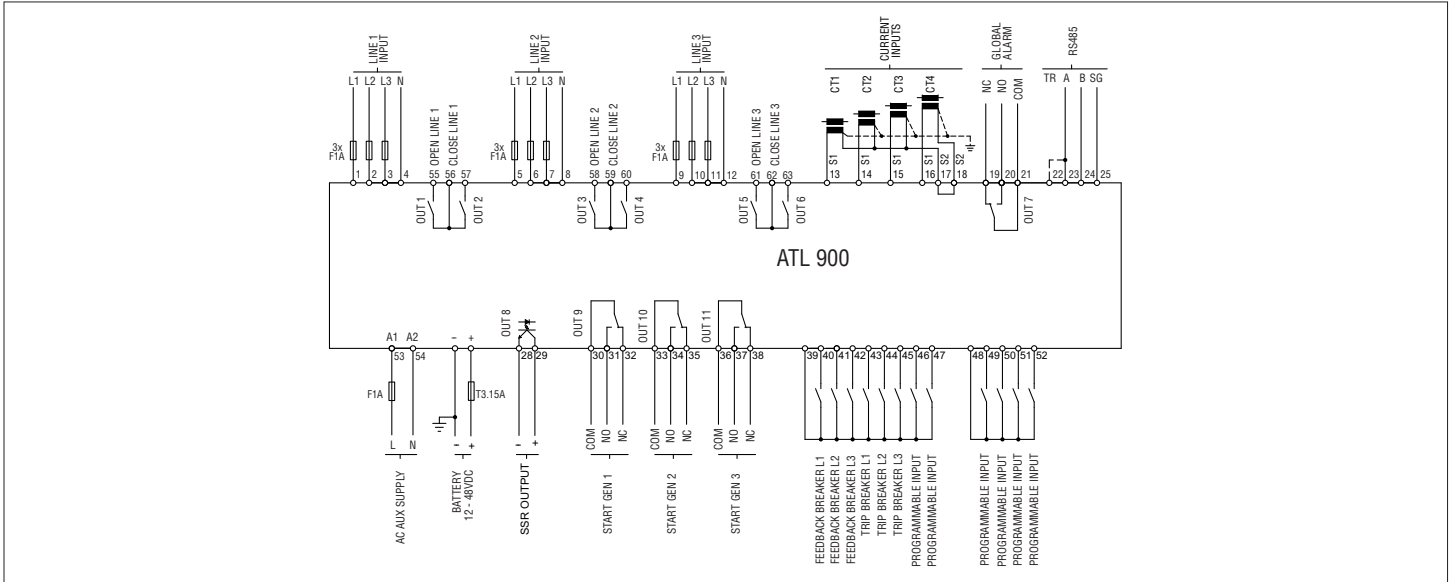 LINE 1 INPUT
LINE 2 INPUT
LINE 3 INPUT
CURRENT INPUTS
GLOBAL ALARM
RS485
L1 L2 L3 N
L1 L2 L3 N
L1 L2 L3 N
CT1 CT2 CT3 CT4
NC NO COM
TR A B SG
3x F1A
OPEN LINE 1
CLOSE LINE 1
3x F1A
OPEN LINE 2
CLOSE LINE 2
3x F1A
OPEN LINE 3
CLOSE LINE 3
S1 S1 S1 S1 S2 S2
1 2 3 4 55 56 57 5 6 7 8 58 59 60 9 10 11 12 61 62 63 13 14 15 16 17 18 19 20 21 22 23 24 25
OUT 1
OUT 2
OUT 3
OUT 4
OUT 5
OUT 6
OUT 7
ATL 900
OUT 8
OUT 9
OUT 10
OUT 11
A1 A2 - +
53 54 28 29 30 31 32 33 34 35 36 37 38 39 40 41 42 43 44 45 46 47 48 49 50 51 52
F1A
T3.15A
L N - + - +
COM NO NC
COM NO NC
COM NO NC
AC AUX SUPPLY
BATTERY 12 - 48VDC
SSR OUTPUT
START GEN 1
START GEN 2
START GEN 3
FEEDBACK BREAKER L1
FEEDBACK BREAKER L2
FEEDBACK BREAKER L3
TRIP BREAKER L1
TRIP BREAKER L2
TRIP BREAKER L3
PROGRAMMABLE INPUT
PROGRAMMABLE INPUT
PROGRAMMABLE INPUT
PROGRAMMABLE INPUT
PROGRAMMABLE INPUT
PROGRAMMABLE INPUT